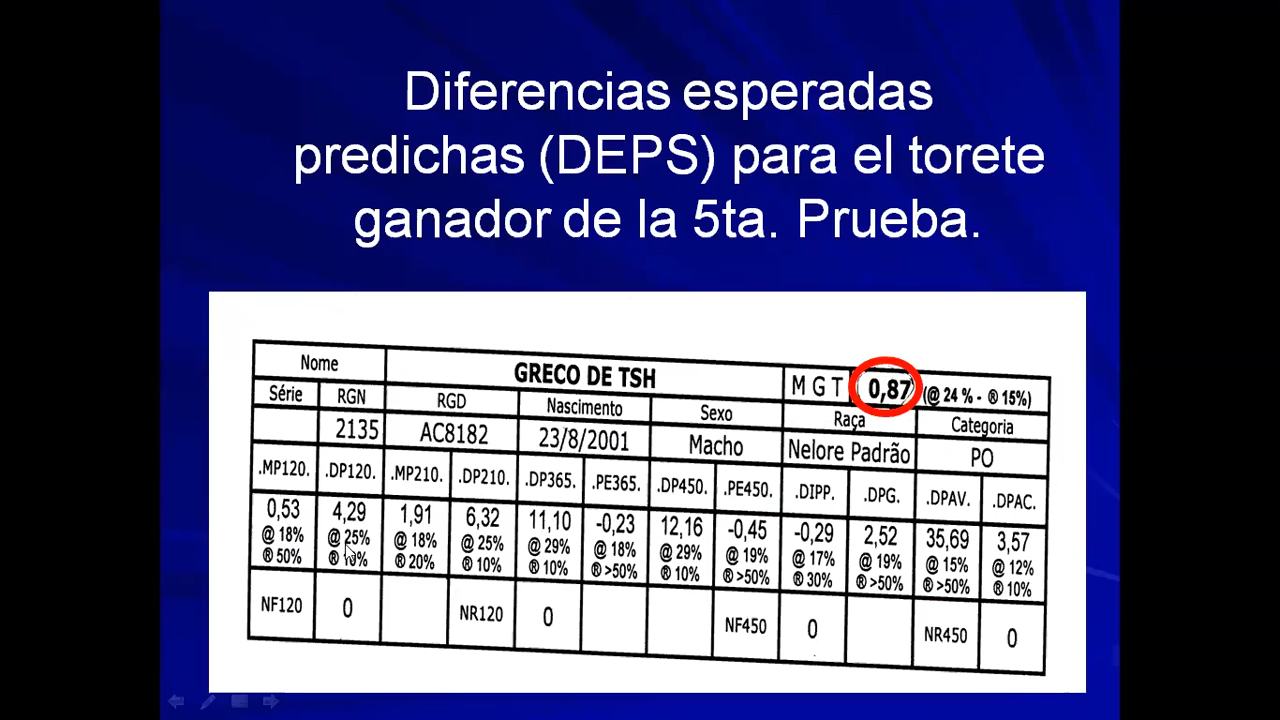 Diferencias esperadas
predichas (DEPS) para el torete
ganador de la 5ta. Prueba.
Nome GRECO DE TSH M G T 0,87 (@ 24 % - ® 15%)
Série RGN RGD Nascimento Sexo Raça Categoria
2135 AC8182 23/8/2001 Macho Nelore Padrão PO
.MP120. .DP120. .MP210. .DP210. .DP365. .PE365. .DP450. .PE450. .DIPP. .DPG. .DPAV. .DPAC.
0,53 4,29 1,91 6,32 11,10 -0,23 12,16 -0,45 -0,29 2,52 35,69 3,57
@ 18% @ 25% @ 18% @ 25% @ 29% @ 18% @ 29% @ 19% @ 17% @ 19% @ 15% @ 12%
® 50% ® 20% ® 10% ® 10% ® >50% ® 10% ® >50% ® 30% ® >50% ® >50% ® 10%
NF120 0 NR120 0 NF450 0 NR450 0